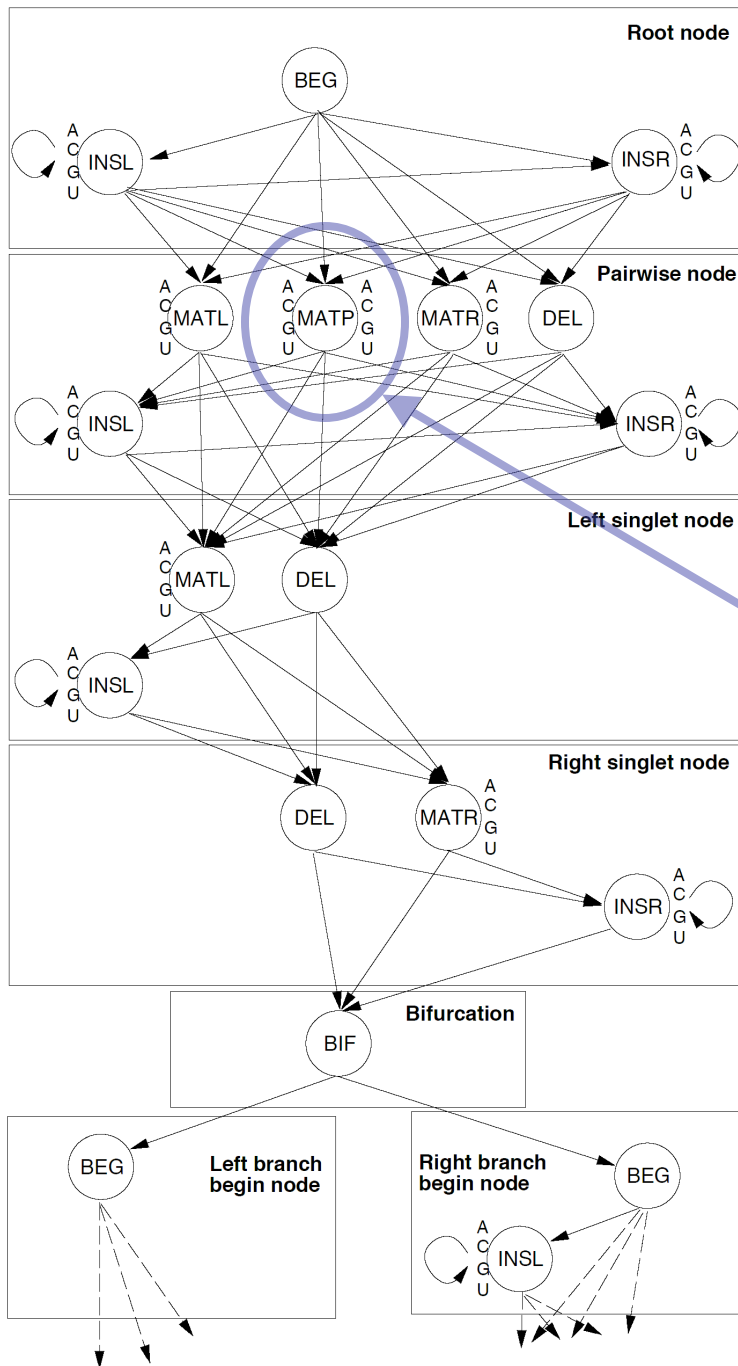 Root node
BEG
A
C
G
U
INSL
INSR
A
C
G
U
Pairwise node
A
C
G
U
MATL
A
C
G
U
MATP
A
C
G
U
MATR
A
C
G
U
DEL
A
C
G
U
INSL
INSR
A
C
G
U
Left singlet node
A
C
G
U
MATL
DEL
A
C
G
U
INSL
Right singlet node
DEL
MATR
A
C
G
U
INSR
A
C
G
U
Bifurcation
BIF
BEG
Left branch
begin node
Right branch
begin node
BEG
A
C
G
U
INSL